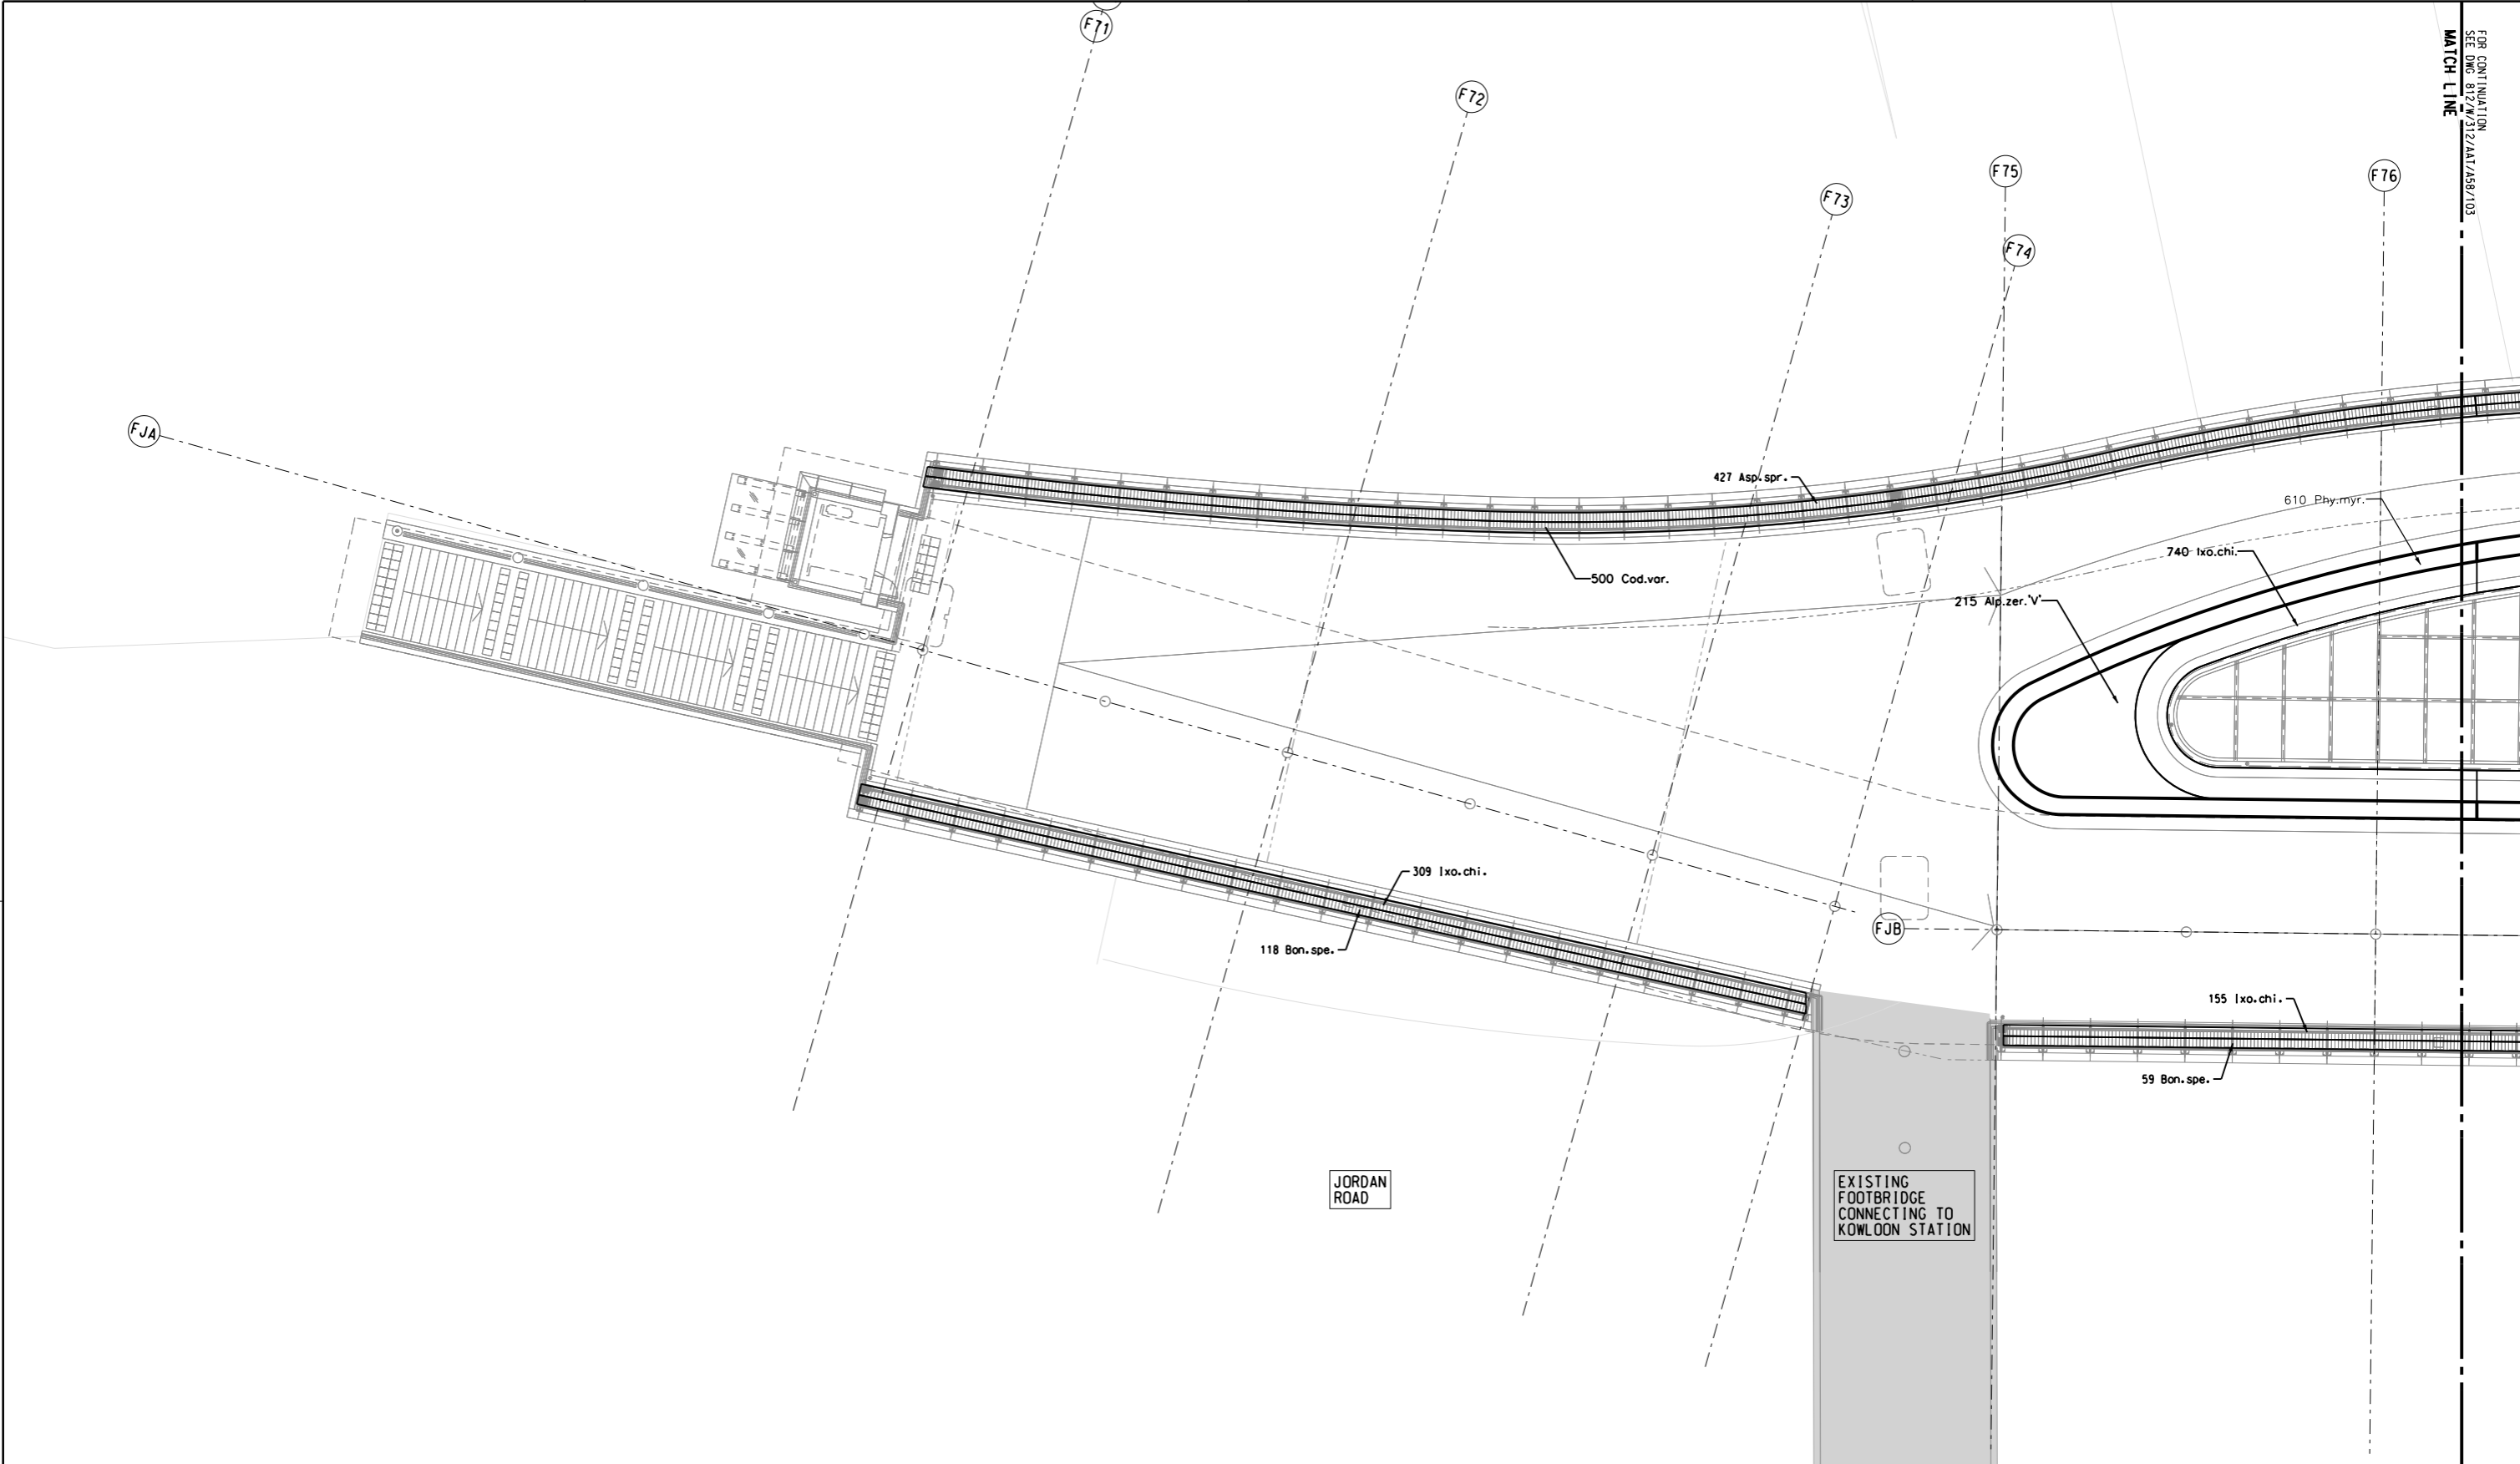 F71
FOR CONTINUATION
SEE DWG 812/W/312/AAT/A58/103
MATCH LINE
F72
F75
F76
F73
F74
FJA
427 Asp.spr.
610 Phy.myr.
740 Ixo.chi.
500 Cod.var.
215 Alp.zer.'V'
309 Ixo.chi.
FJB
118 Bon.spe.
155 Ixo.chi.
59 Bon.spe.
JORDAN
ROAD
EXISTING
FOOTBRIDGE
CONNECTING TO
KOWLOON STATION